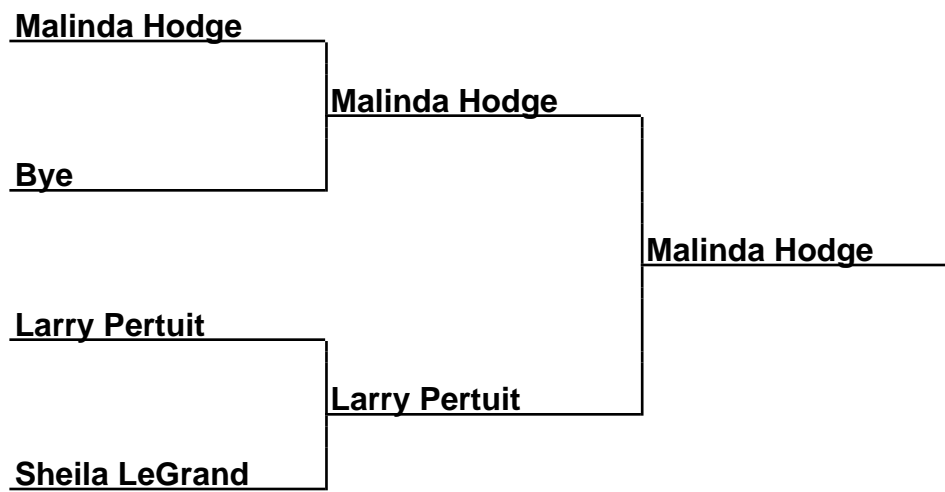 Malinda Hodge
Malinda Hodge
Bye
Malinda Hodge
Larry Pertuit
Larry Pertuit
Sheila LeGrand